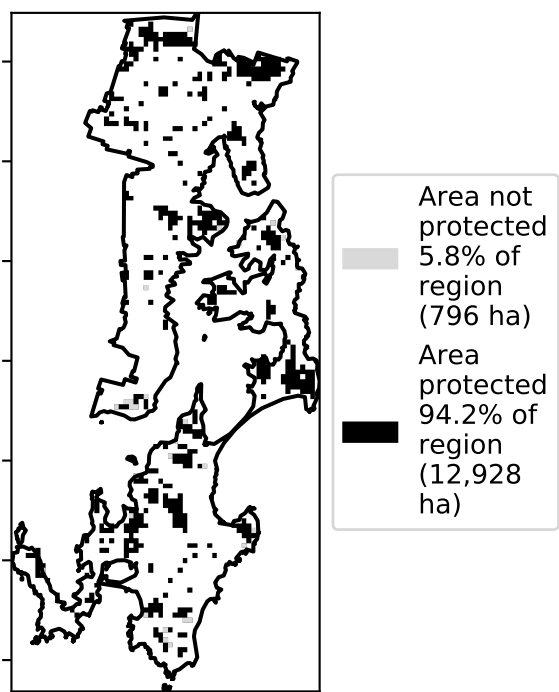 Area not
protected
5.8% of
region
(796 ha)
Area
protected
94.2% of
region
(12,928
ha)